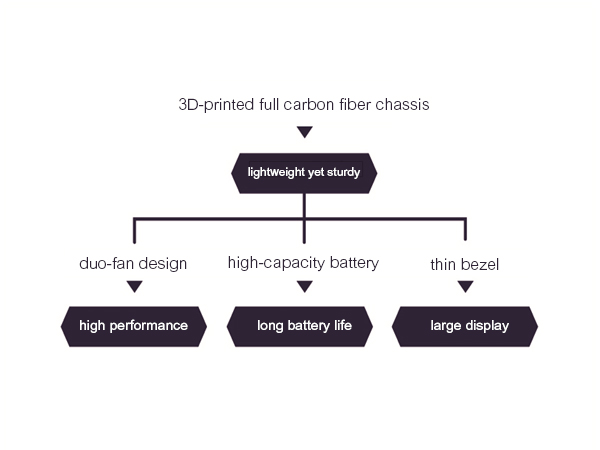 3D-printed full carbon fiber chassis
lightweight yet sturdy
duo-fan design
high-capacity battery
thin bezel
high performance
long battery life
large display